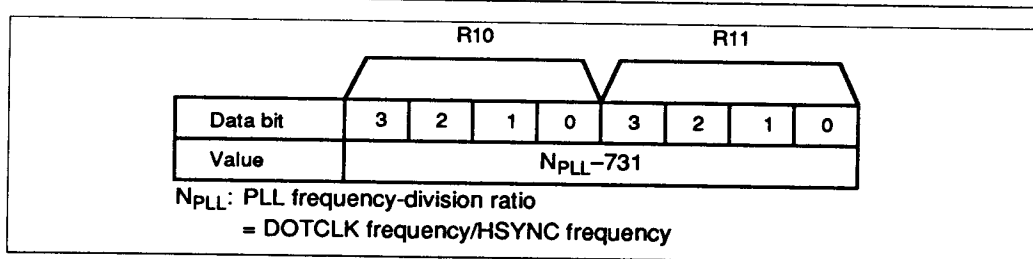 R10 R11
Data bit 3 2 1 0 3 2 1 0
Value N_PLL–731
N_PLL: PLL frequency-division ratio
= DOTCLK frequency/HSYNC frequency